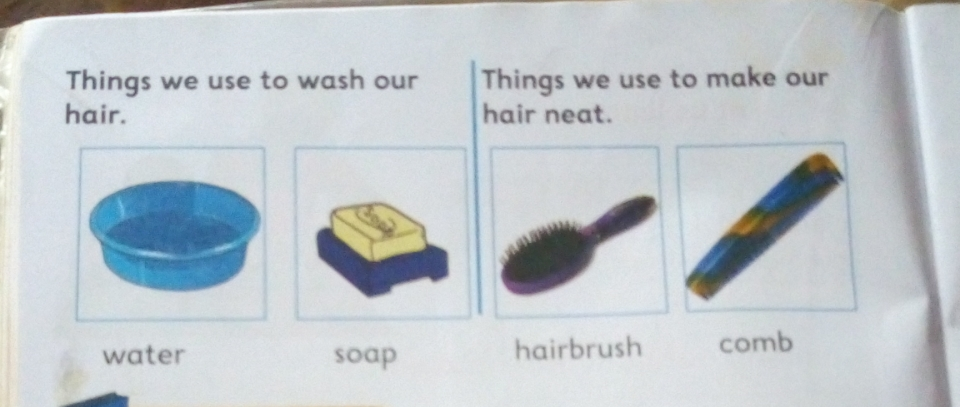 Things we use to wash our
hair.
Things we use to make our
hair neat.
soap
water
soap
hairbrush
comb